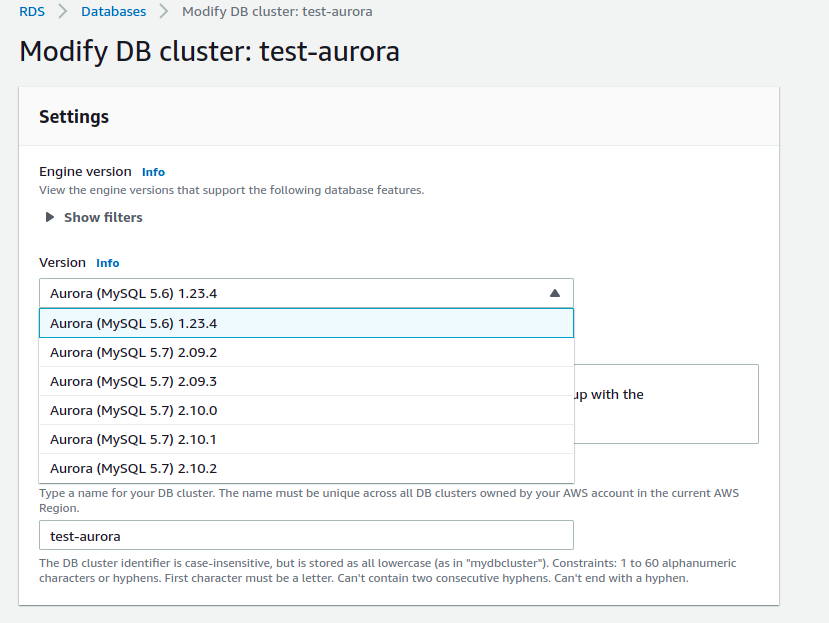 RDS > Databases > Modify DB cluster: test-aurora
Modify DB cluster: test-aurora
Settings
Engine version Info
View the engine versions that support the following database features.
Show filters
Version Info
Aurora (MySQL 5.6) 1.23.4
Aurora (MySQL 5.6) 1.23.4
Aurora (MySQL 5.7) 2.09.2
Aurora (MySQL 5.7) 2.09.3
up with the
Aurora (MySQL 5.7) 2.10.0
Aurora (MySQL 5.7) 2.10.1
Aurora (MySQL 5.7) 2.10.2
Type a name for your DB cluster. The name must be unique across all DB clusters owned by your AWS account in the current AWS
Region.
test-aurora
The DB cluster identifier is case-insensitive, but is stored as all lowercase (as in "mydbcluster"). Constraints: 1 to 60 alphanumeric
characters or hyphens. First character must be a letter. Can't contain two consecutive hyphens. Can't end with a hyphen.